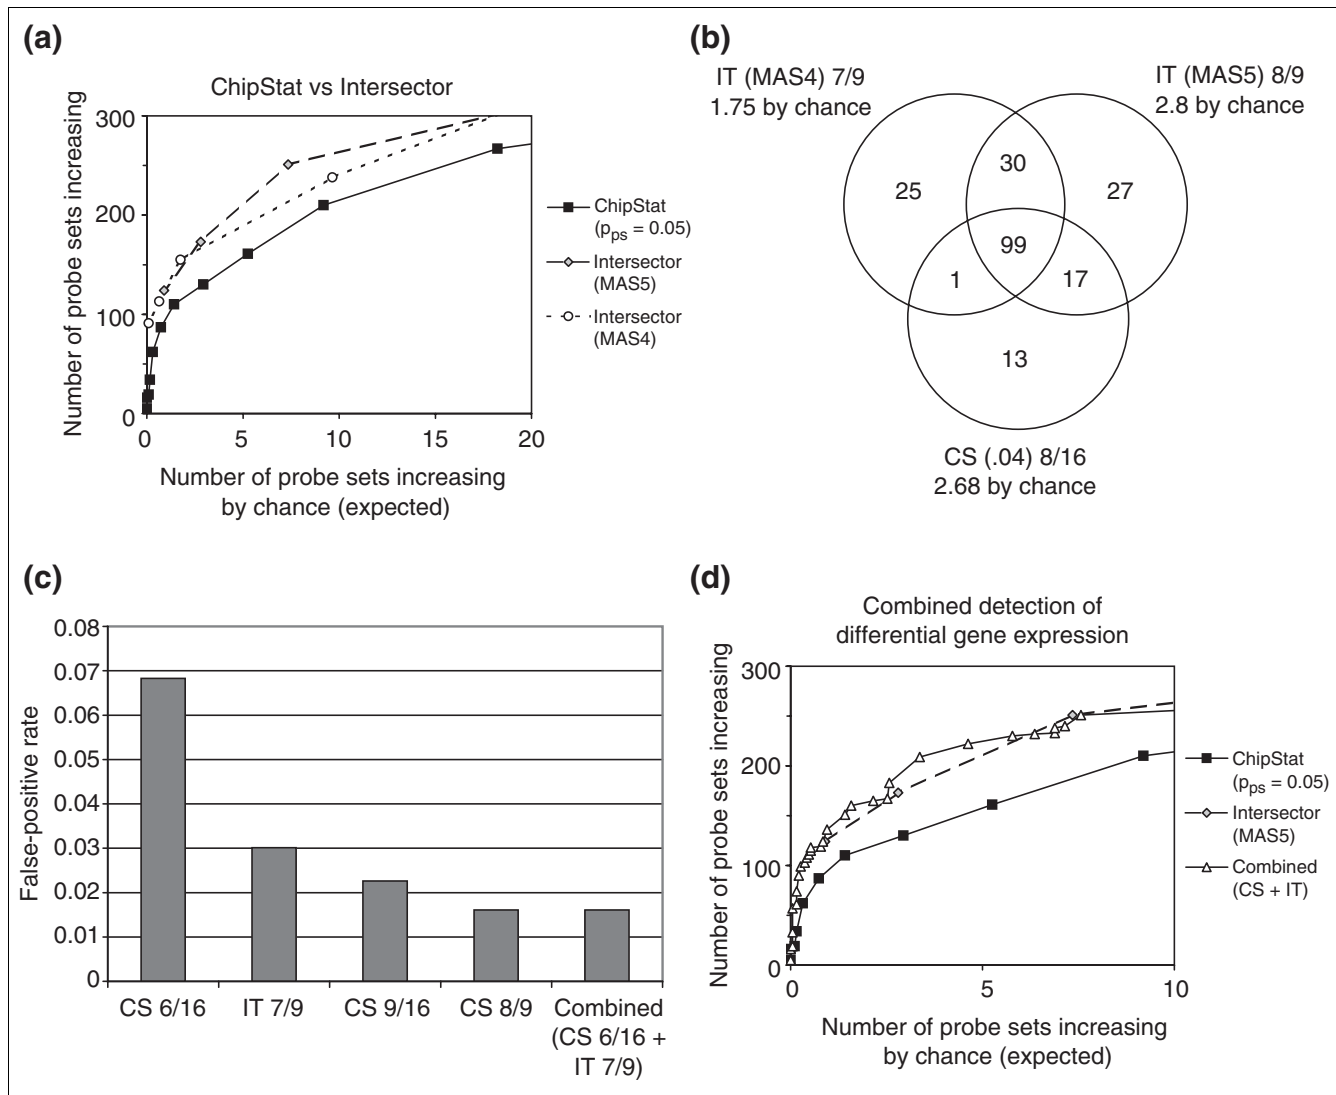 (a)
ChipStat vs Intersector
Number of probe sets increasing
300
200
100
0
0 5 10 15 20
Number of probe sets increasing
by chance (expected)
ChipStat
(pps = 0.05)
Intersector
(MAS5)
Intersector
(MAS4)
(b)
IT (MAS4) 7/9
1.75 by chance
IT (MAS5) 8/9
2.8 by chance
30
25
27
99
1
17
13
CS (.04) 8/16
2.68 by chance
(c)
False-positive rate
0.08
0.07
0.06
0.05
0.04
0.03
0.02
0.01
0
CS 6/16 IT 7/9 CS 9/16 CS 8/9 Combined
(CS 6/16 +
IT 7/9)
(d)
Combined detection of
differential gene expression
Number of probe sets increasing
300
200
100
0
0 5 10
Number of probe sets increasing
by chance (expected)
ChipStat
(pps = 0.05)
Intersector
(MAS5)
Combined
(CS + IT)